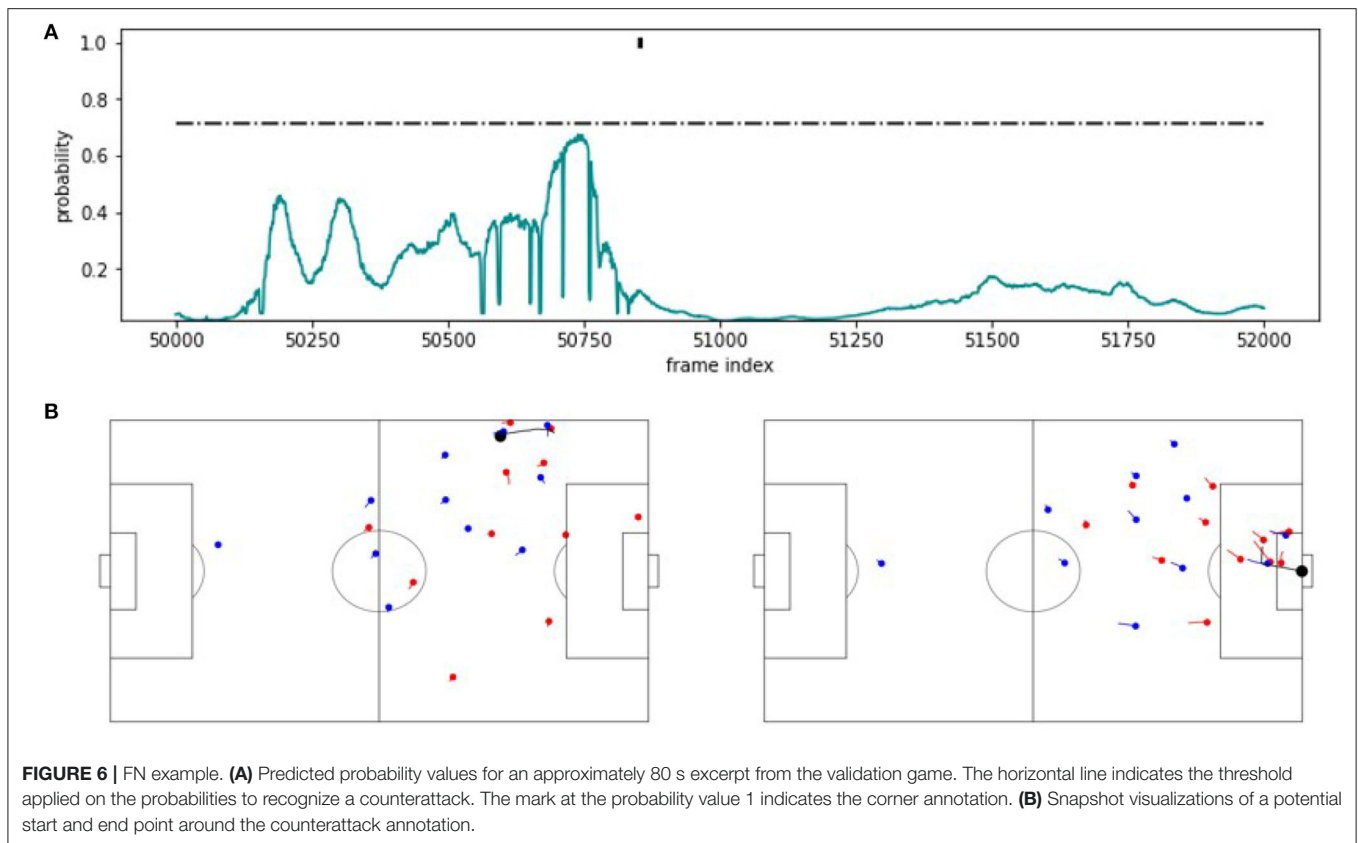 A
1.0
0.8
0.6
0.4
0.2
probability
50000 50250 50500 50750 51000 51250 51500 51750 52000
frame index
B
FIGURE 6 | FN example. (A) Predicted probability values for an approximately 80 s excerpt from the validation game. The horizontal line indicates the threshold
applied on the probabilities to recognize a counterattack. The mark at the probability value 1 indicates the corner annotation. (B) Snapshot visualizations of a potential
start and end point around the counterattack annotation.